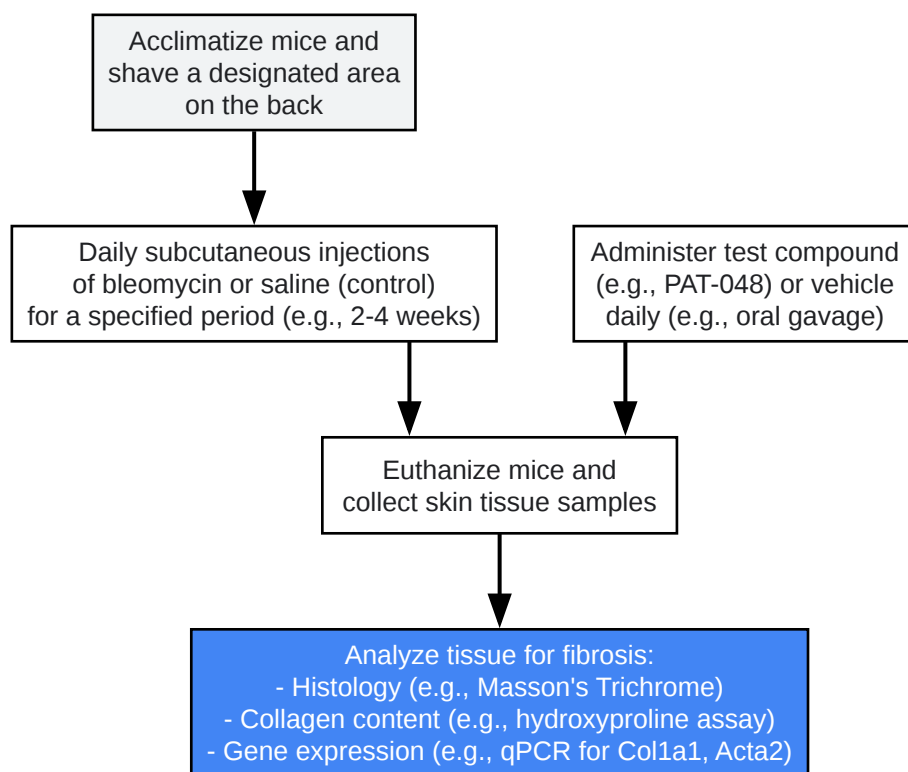 Acclimatize mice and
shave a designated area
on the back
Daily subcutaneous injections
of bleomycin or saline (control)
for a specified period (e.g., 2-4 weeks)
Administer test compound
(e.g., PAT-048) or vehicle
daily (e.g., oral gavage)
Euthanize mice and
collect skin tissue samples
Analyze tissue for fibrosis:
- Histology (e.g., Masson's Trichrome)
- Collagen content (e.g., hydroxyproline assay)
- Gene expression (e.g., qPCR for Col1a1, Acta2)